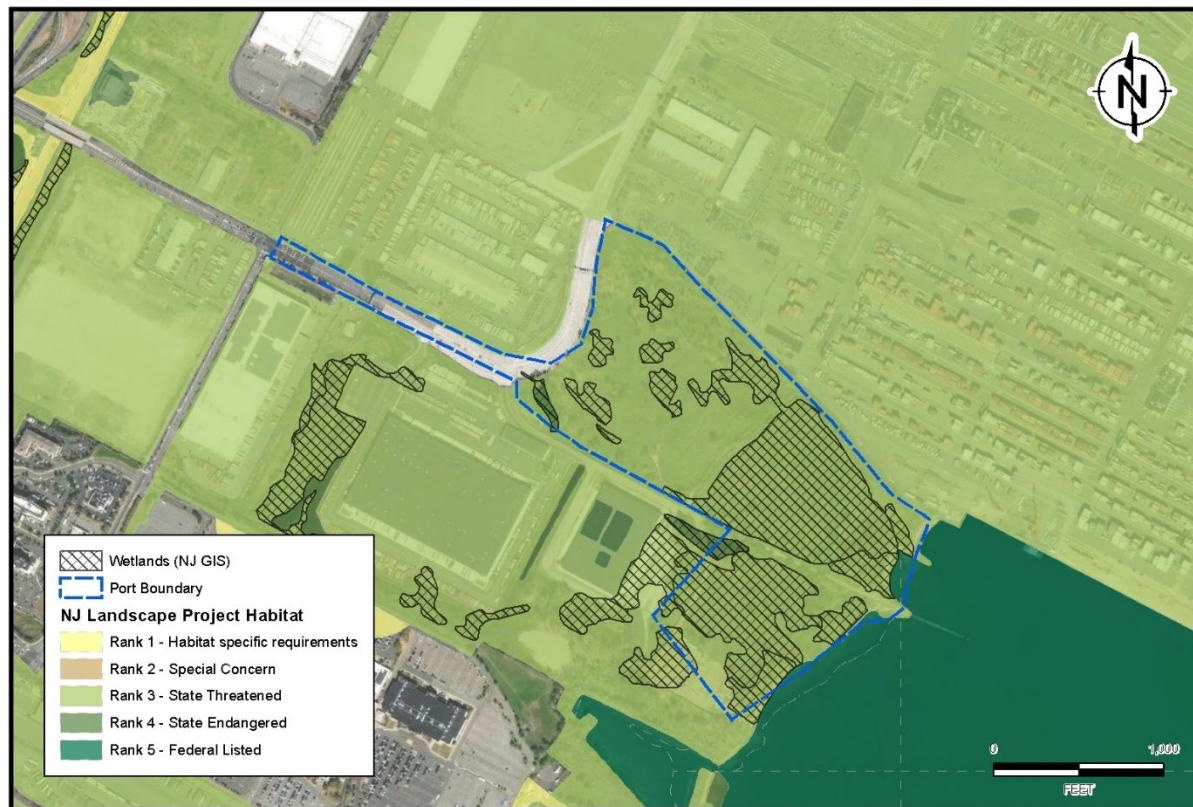 N
Wetlands (NJ GIS)
Port Boundary
NJ Landscape Project Habitat
Rank 1 - Habitat specific requirements
Rank 2 - Special Concern
Rank 3 - State Threatened
Rank 4 - State Endangered
Rank 5 - Federal Listed
0 1,000
FEET